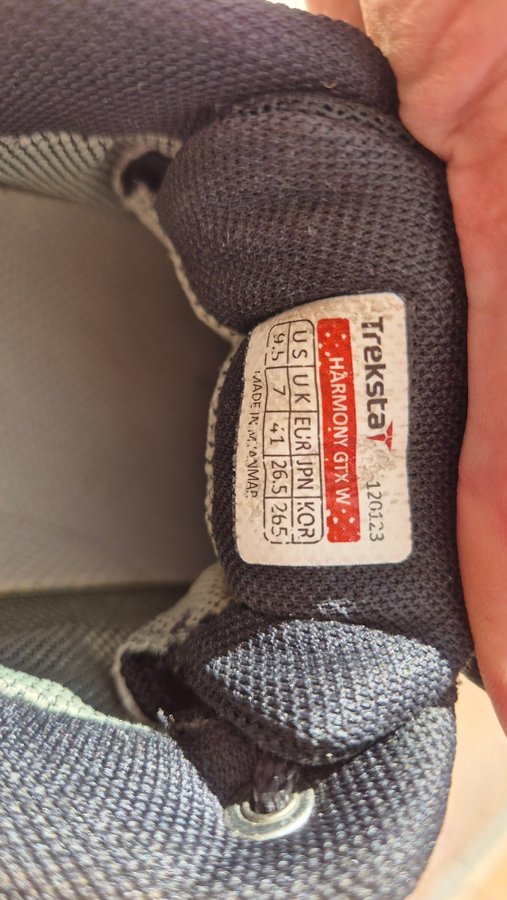 Treksta 120123
HARMONY GTX W
US UK EUR JPN KOR
9.5 7 41 26.5 265
MADE IN MYANMAR